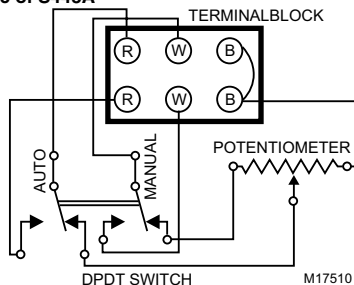 TERMINALBLOCK
R W B
R W B
POTENTIOMETER
AUTO
MANUAL
DPDT SWITCH
M17510